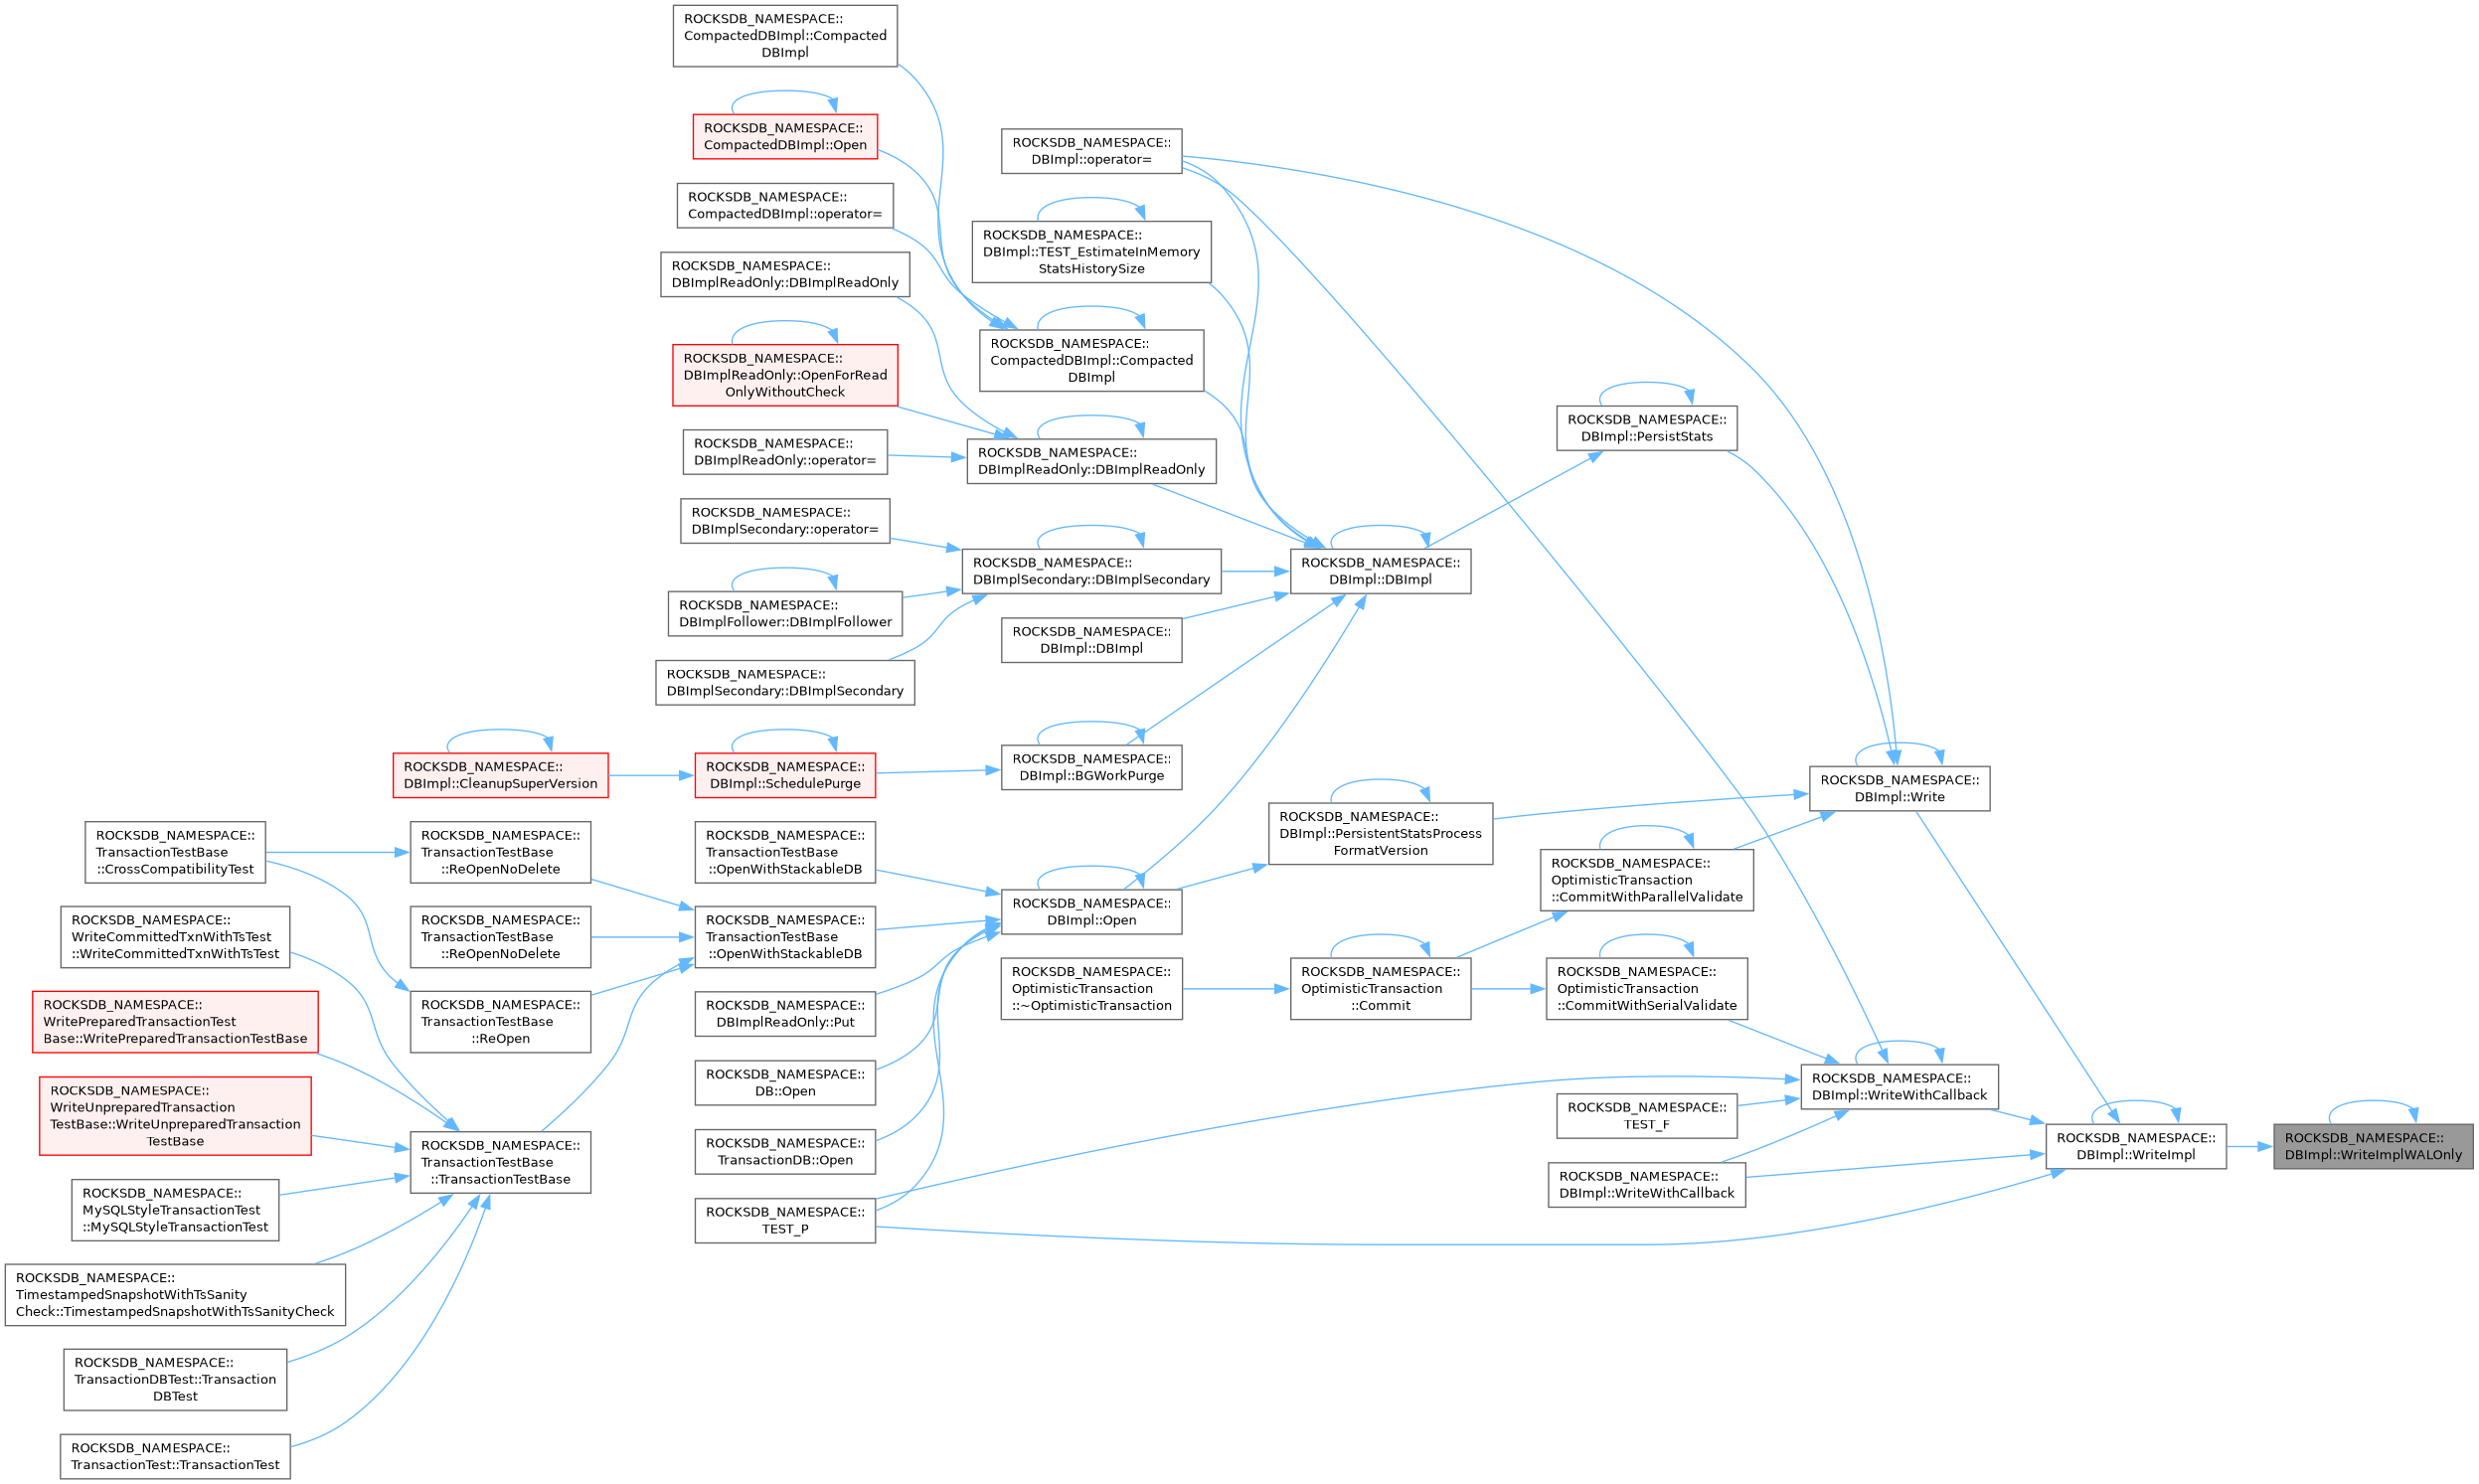 ROCKSDB_NAMESPACE::
CompactedDBImpl::Compacted
DBImpl
ROCKSDB_NAMESPACE::
CompactedDBImpl::Open
ROCKSDB_NAMESPACE::
CompactedDBImpl::operator=
ROCKSDB_NAMESPACE::
DBImplReadOnly::DBImplReadOnly
ROCKSDB_NAMESPACE::
DBImplReadOnly::OpenForRead
OnlyWithoutCheck
ROCKSDB_NAMESPACE::
DBImplReadOnly::operator=
ROCKSDB_NAMESPACE::
DBImplSecondary::operator=
ROCKSDB_NAMESPACE::
DBImplFollower::DBImplFollower
ROCKSDB_NAMESPACE::
DBImplSecondary::DBImplSecondary
ROCKSDB_NAMESPACE::
DBImpl::operator=
ROCKSDB_NAMESPACE::
DBImpl::TEST_EstimateInMemory
StatsHistorySize
ROCKSDB_NAMESPACE::
CompactedDBImpl::Compacted
DBImpl
ROCKSDB_NAMESPACE::
DBImplReadOnly::DBImplReadOnly
ROCKSDB_NAMESPACE::
DBImplSecondary::DBImplSecondary
ROCKSDB_NAMESPACE::
DBImpl::DBImpl
ROCKSDB_NAMESPACE::
DBImpl::BGWorkPurge
ROCKSDB_NAMESPACE::
DBImpl::DBImpl
ROCKSDB_NAMESPACE::
DBImpl::PersistStats
ROCKSDB_NAMESPACE::
DBImpl::Write
ROCKSDB_NAMESPACE::
DBImpl::PersistentStatsProcess
FormatVersion
ROCKSDB_NAMESPACE::
OptimisticTransaction
::CommitWithParallelValidate
ROCKSDB_NAMESPACE::
DBImpl::Open
ROCKSDB_NAMESPACE::
OptimisticTransaction
::~OptimisticTransaction
ROCKSDB_NAMESPACE::
OptimisticTransaction
::Commit
ROCKSDB_NAMESPACE::
OptimisticTransaction
::CommitWithSerialValidate
ROCKSDB_NAMESPACE::
DBImpl::WriteWithCallback
ROCKSDB_NAMESPACE::
TEST_F
ROCKSDB_NAMESPACE::
DBImpl::WriteWithCallback
ROCKSDB_NAMESPACE::
DBImpl::WriteImpl
ROCKSDB_NAMESPACE::
DBImpl::WriteImplWALOnly
ROCKSDB_NAMESPACE::
DBImpl::CleanupSuperVersion
ROCKSDB_NAMESPACE::
DBImpl::SchedulePurge
ROCKSDB_NAMESPACE::
TransactionTestBase
::CrossCompatibilityTest
ROCKSDB_NAMESPACE::
TransactionTestBase
::ReOpenNoDelete
ROCKSDB_NAMESPACE::
TransactionTestBase
::OpenWithStackableDB
ROCKSDB_NAMESPACE::
WriteCommittedTxnWithTsTest
::WriteCommittedTxnWithTsTest
ROCKSDB_NAMESPACE::
TransactionTestBase
::ReOpenNoDelete
ROCKSDB_NAMESPACE::
TransactionTestBase
::OpenWithStackableDB
ROCKSDB_NAMESPACE::
WritePreparedTransactionTest
Base::WritePreparedTransactionTestBase
ROCKSDB_NAMESPACE::
TransactionTestBase
::ReOpen
ROCKSDB_NAMESPACE::
DBImplReadOnly::Put
ROCKSDB_NAMESPACE::
DB::Open
ROCKSDB_NAMESPACE::
TransactionDB::Open
ROCKSDB_NAMESPACE::
TEST_P
ROCKSDB_NAMESPACE::
WriteUnpreparedTransaction
TestBase::WriteUnpreparedTransaction
TestBase
ROCKSDB_NAMESPACE::
TransactionTestBase
::TransactionTestBase
ROCKSDB_NAMESPACE::
MySQLStyleTransactionTest
::MySQLStyleTransactionTest
ROCKSDB_NAMESPACE::
TimestampedSnapshotWithTsSanity
Check::TimestampedSnapshotWithTsSanityCheck
ROCKSDB_NAMESPACE::
TransactionDBTest::Transaction
DBTest
ROCKSDB_NAMESPACE::
TransactionTest::TransactionTest